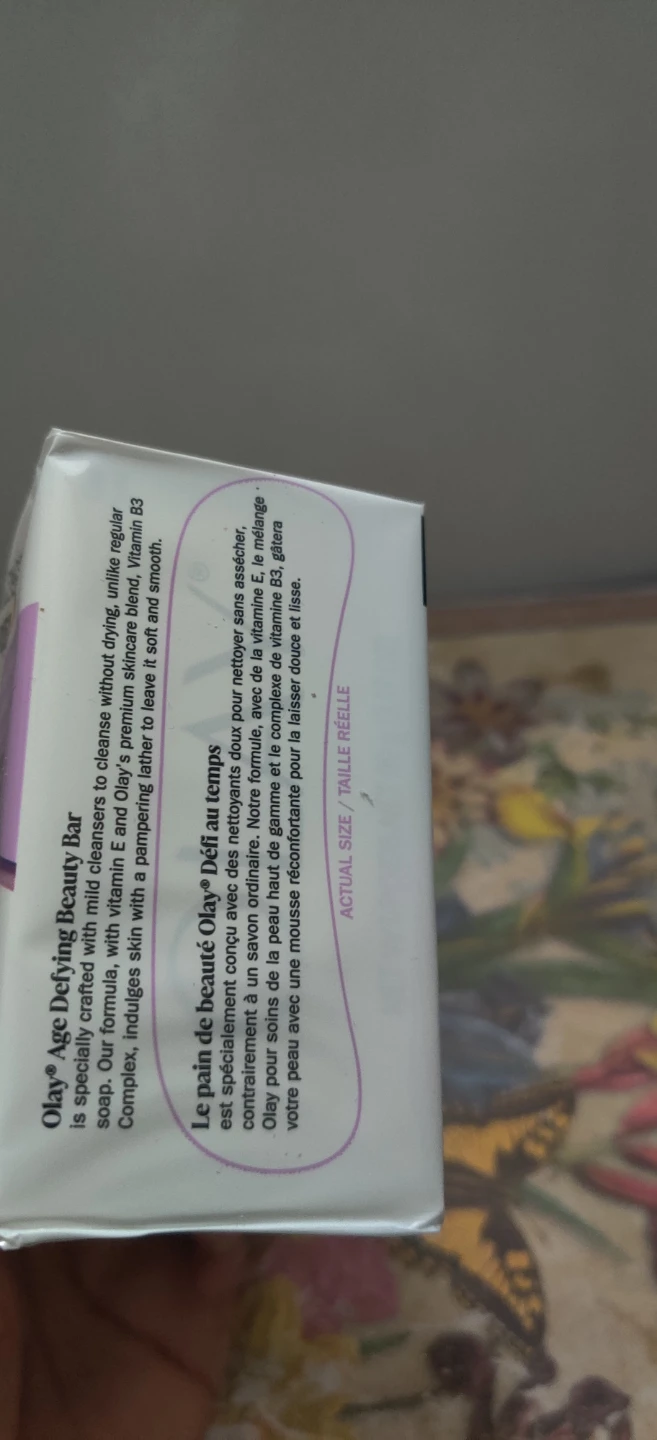 Olay® Age Defying Beauty Bar
is specially crafted with mild cleansers to cleanse without drying, unlike regular
soap. Our formula, with vitamin E and Olay's premium skincare blend, Vitamin B3
Complex, indulges skin with a pampering lather to leave it soft and smooth.
Le pain de beauté Olay® Défi au temps
est spécialement conçu avec des nettoyants doux pour nettoyer sans assécher,
contrairement à un savon ordinaire. Notre formule, avec de la vitamine E, le mélange
Olay pour soins de la peau haut de gamme et le complexe de vitamine B3, gâtera
votre peau avec une mousse réconfortante pour la laisser douce et lisse.
ACTUAL SIZE / TAILLE RÉELLE